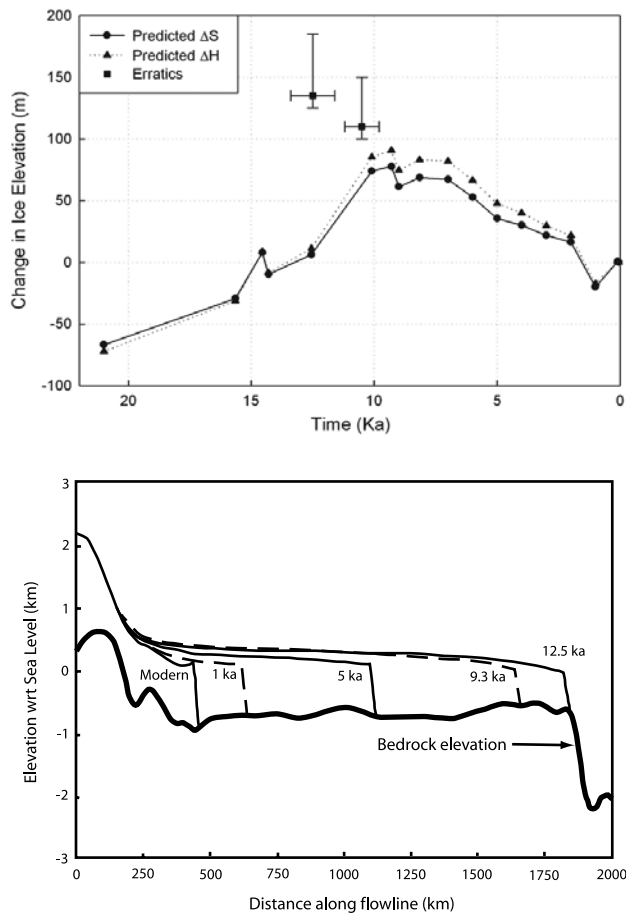 200
150
100
50
0
-50
-100
Change in Ice Elevation (m)
Predicted ΔS
Predicted ΔH
Erratics
20 15 10 5 0
Time (Ka)
3
2
1
0
-1
-2
-3
Elevation wrt Sea Level (km)
12.5 ka
Modern 1 ka 5 ka 9.3 ka
Bedrock elevation
0 250 500 750 1000 1250 1500 1750 2000
Distance along flowline (km)